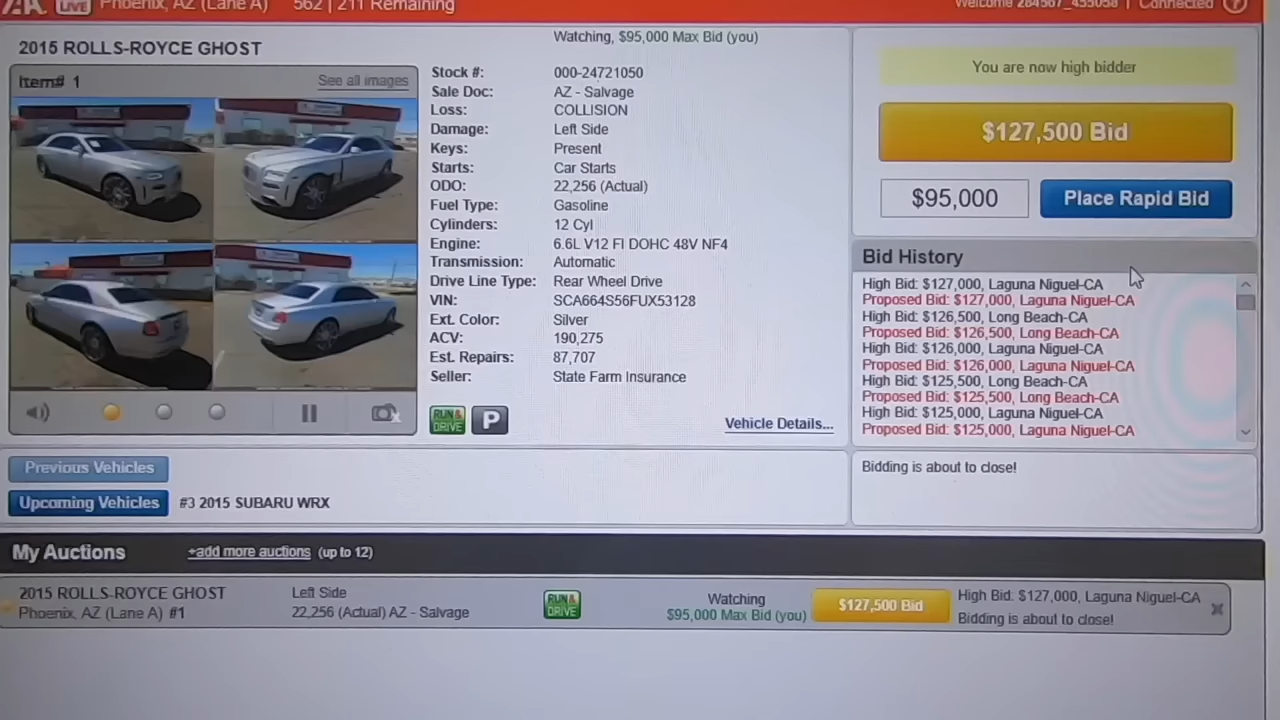 LIVE Phoenix, AZ (Lane A) 562 | 211 Remaining Welcome 284567_455058 | Connected ?
2015 ROLLS-ROYCE GHOST
Watching, $95,000 Max Bid (you)
Item# 1 See all images
Stock #: 000-24721050
Sale Doc: AZ - Salvage
Loss: COLLISION
Damage: Left Side
Keys: Present
Starts: Car Starts
ODO: 22,256 (Actual)
Fuel Type: Gasoline
Cylinders: 12 Cyl
Engine: 6.6L V12 FI DOHC 48V NF4
Transmission: Automatic
Drive Line Type: Rear Wheel Drive
VIN: SCA664S56FUX53128
Ext. Color: Silver
ACV: 190,275
Est. Repairs: 87,707
Seller: State Farm Insurance
RUN& DRIVE P
Vehicle Details...
You are now high bidder
$127,500 Bid
$95,000 Place Rapid Bid
Bid History
High Bid: $127,000, Laguna Niguel-CA
Proposed Bid: $127,000, Laguna Niguel-CA
High Bid: $126,500, Long Beach-CA
Proposed Bid: $126,500, Long Beach-CA
High Bid: $126,000, Laguna Niguel-CA
Proposed Bid: $126,000, Laguna Niguel-CA
High Bid: $125,500, Long Beach-CA
Proposed Bid: $125,500, Long Beach-CA
High Bid: $125,000, Laguna Niguel-CA
Proposed Bid: $125,000, Laguna Niguel-CA
Bidding is about to close!
Previous Vehicles
Upcoming Vehicles #3 2015 SUBARU WRX
My Auctions +add more auctions (up to 12)
2015 ROLLS-ROYCE GHOST
Phoenix, AZ (Lane A) #1
Left Side
22,256 (Actual) AZ - Salvage
RUN& DRIVE
Watching
$95,000 Max Bid (you)
$127,500 Bid
High Bid: $127,000, Laguna Niguel-CA
Bidding is about to close!